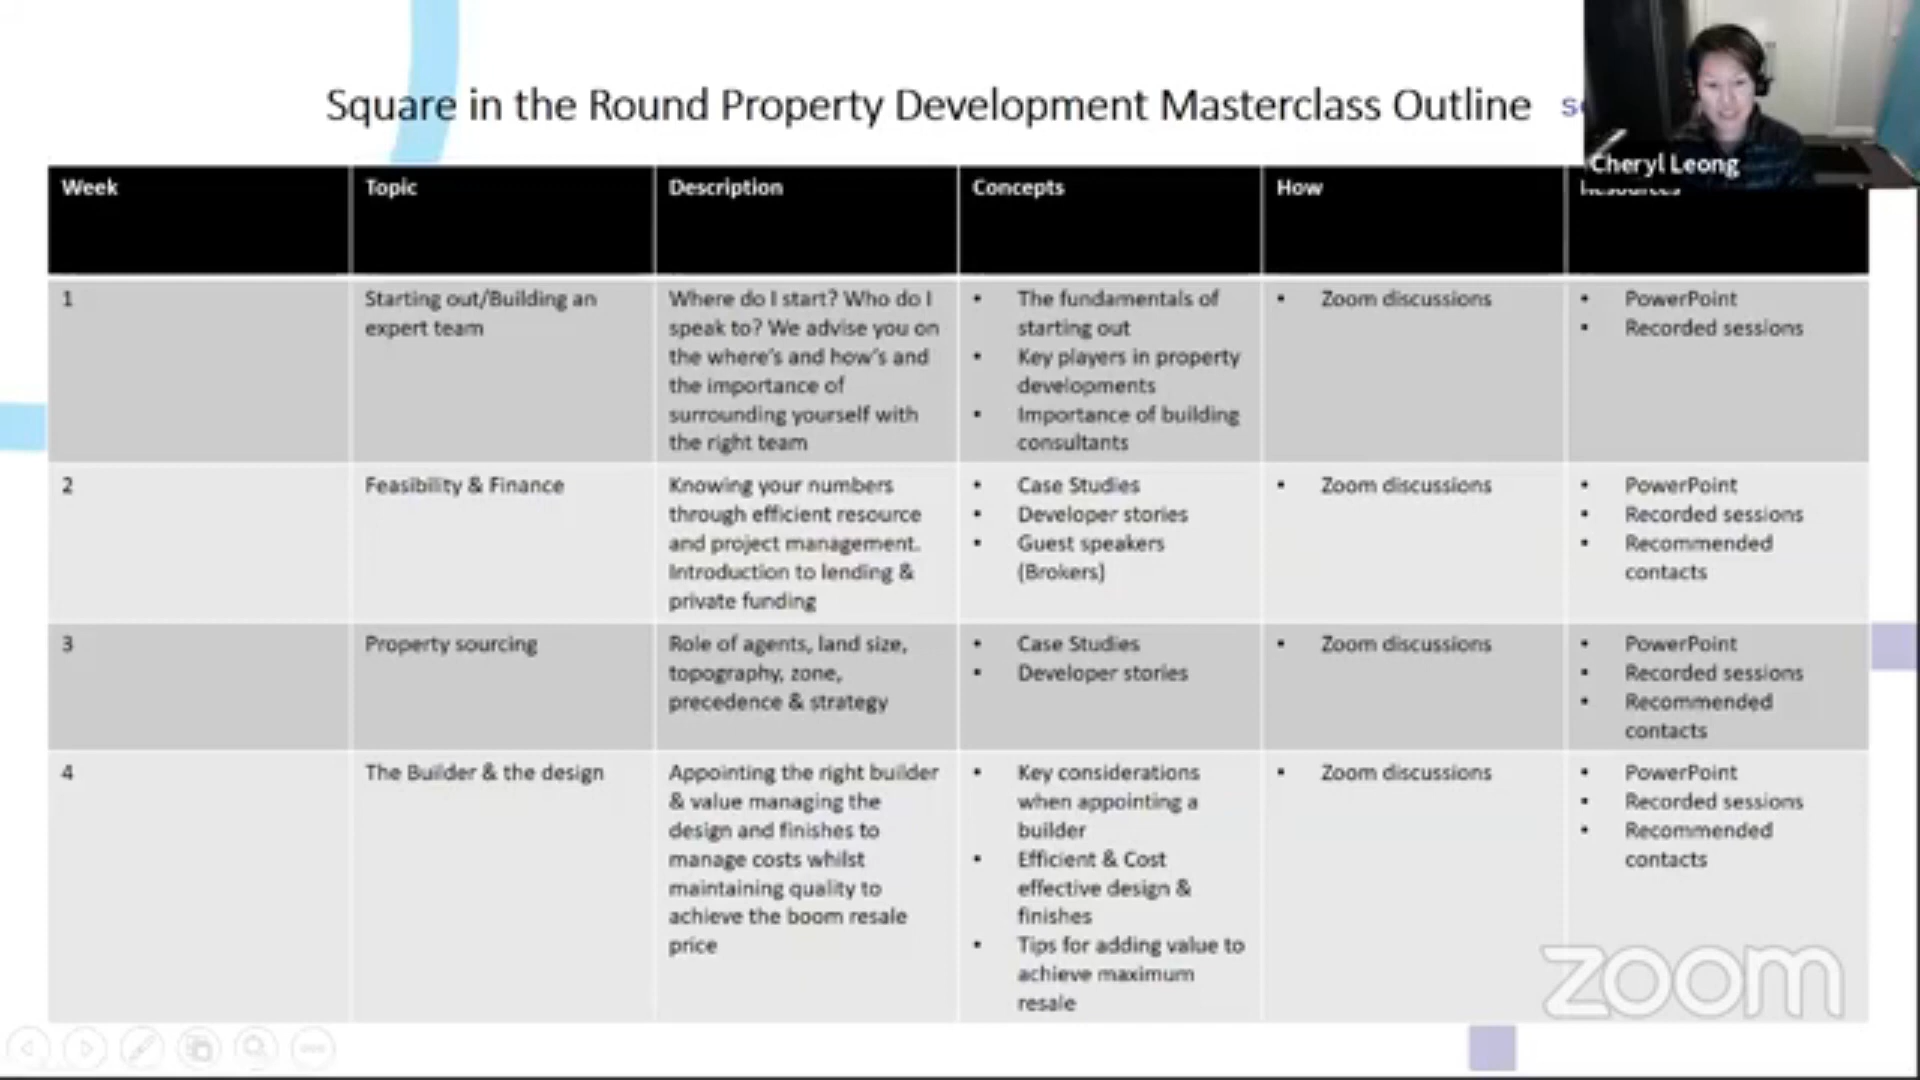 Square in the Round Property Development Masterclass Outline
Cheryl Leong
Week
Topic
Description
Concepts
How
Resources
1
Starting out/Building an
expert team
Where do I start? Who do I
speak to? We advise you on
the where's and how's and
the importance of
surrounding yourself with
the right team
• The fundamentals of
starting out
• Key players in property
developments
• Importance of building
consultants
• Zoom discussions
• PowerPoint
• Recorded sessions
2
Feasibility & Finance
Knowing your numbers
through efficient resource
and project management.
Introduction to lending &
private funding
• Case Studies
• Developer stories
• Guest speakers
(Brokers)
• Zoom discussions
• PowerPoint
• Recorded sessions
• Recommended
contacts
3
Property sourcing
Role of agents, land size,
topography, zone,
precedence & strategy
• Case Studies
• Developer stories
• Zoom discussions
• PowerPoint
• Recorded sessions
• Recommended
contacts
4
The Builder & the design
Appointing the right builder
& value managing the
design and finishes to
manage costs whilst
maintaining quality to
achieve the boom resale
price
• Key considerations
when appointing a
builder
• Efficient & Cost
effective design &
finishes
• Tips for adding value to
achieve maximum
resale
• Zoom discussions
• PowerPoint
• Recorded sessions
• Recommended
contacts
zoom